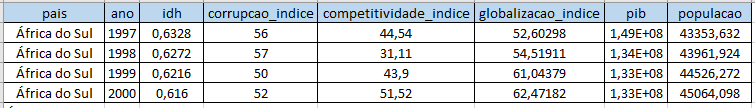 pais ano idh corrupcao_indice competitividade_indice globalizacao_indice pib populacao
África do Sul 1997 0,6328 56 44,54 52,60298 1,49E+08 43353,632
África do Sul 1998 0,6272 57 31,11 54,51911 1,34E+08 43961,924
África do Sul 1999 0,6216 50 43,9 61,04379 1,33E+08 44526,272
África do Sul 2000 0,616 52 51,52 62,47182 1,33E+08 45064,098